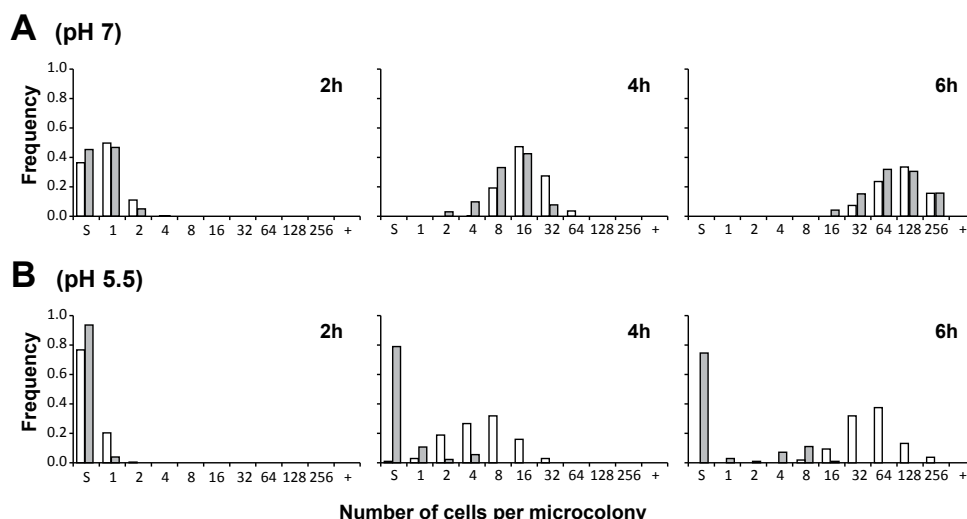 A (pH 7)
Frequency
1.0
0.8
0.6
0.4
0.2
0.0
2h
S 1 2 4 8 16 32 64 128 256 +
4h
S 1 2 4 8 16 32 64 128 256 +
6h
S 1 2 4 8 16 32 64 128 256 +
B (pH 5.5)
Frequency
1.0
0.8
0.6
0.4
0.2
0.0
2h
S 1 2 4 8 16 32 64 128 256 +
4h
S 1 2 4 8 16 32 64 128 256 +
6h
S 1 2 4 8 16 32 64 128 256 +
Number of cells per microcolony